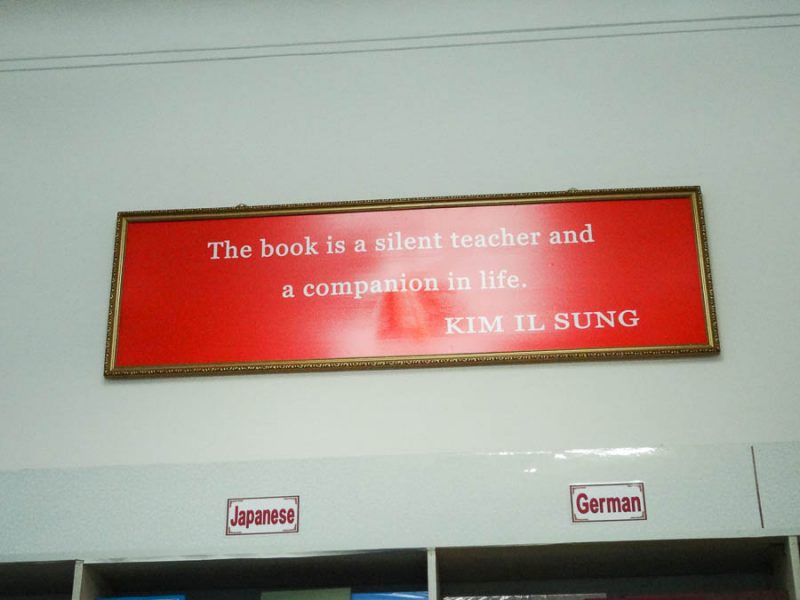 The book is a silent teacher and
a companion in life.
KIM IL SUNG
Japanese
German